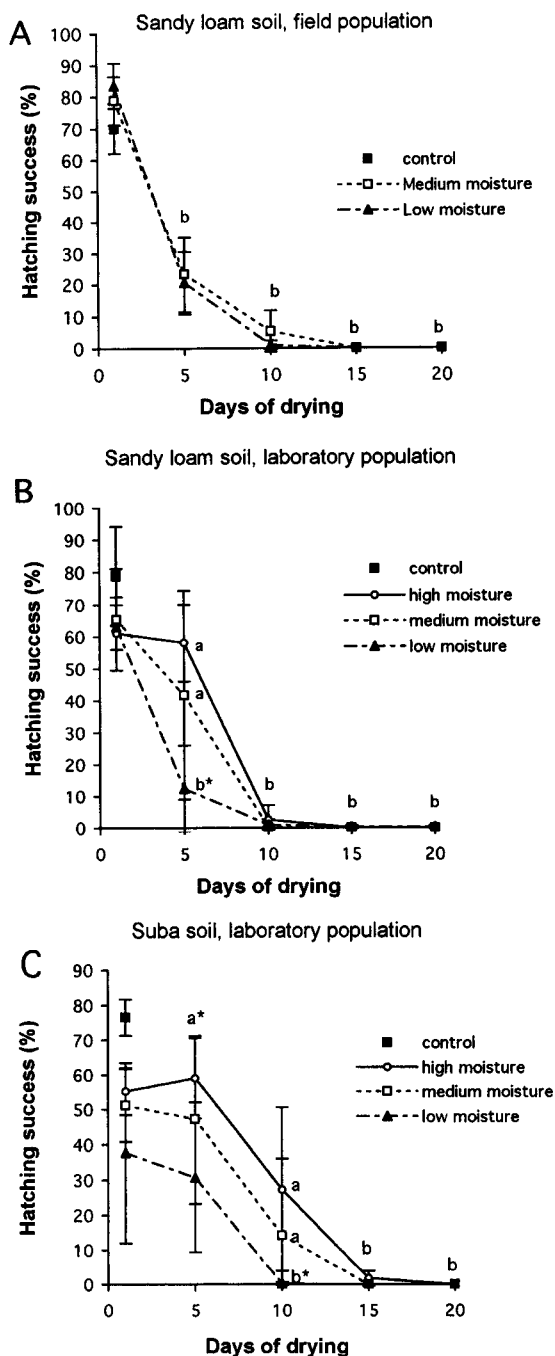 A
Sandy loam soil, field population
100
90
80
70
60
50
40
30
20
10
0
Hatching success (%)
control
Medium moisture
Low moisture
b
b
b
b
0
5
10
15
20
Days of drying
Sandy loam soil, laboratory population
B
100
90
80
70
60
50
40
30
20
10
0
Hatching success (%)
control
high moisture
medium moisture
low moisture
a
a
b*
b
b
b
0
5
10
15
20
Days of drying
Suba soil, laboratory population
C
90
80
70
60
50
40
30
20
10
0
Hatching success (%)
control
high moisture
medium moisture
low moisture
a*
a
a
b*
b
b
0
5
10
15
20
Days of drying